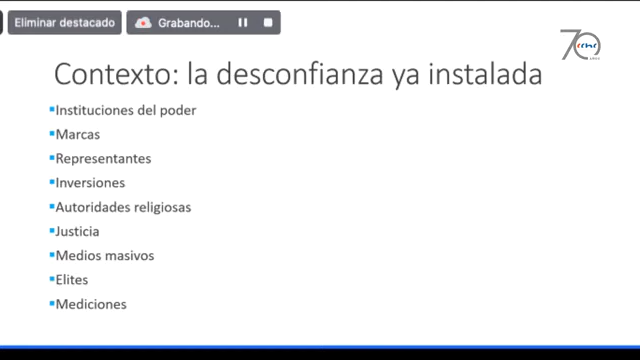 Eliminar destacado
Grabando...
70
Contexto: la desconfianza ya instalada
Instituciones del poder
Marcas
Representantes
Inversiones
Autoridades religiosas
Justicia
Medios masivos
Elites
Mediciones